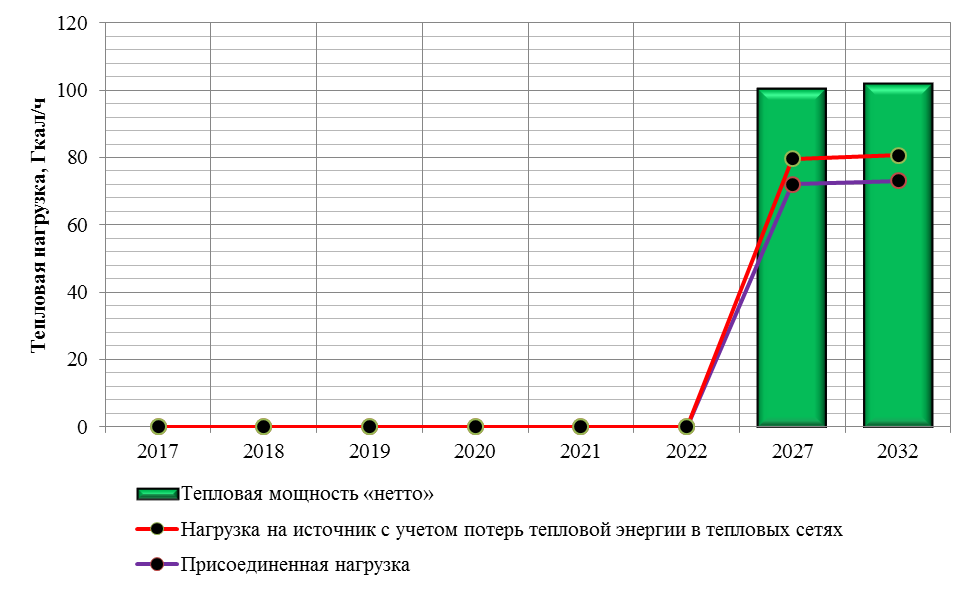 Тепловая нагрузка, Гкал/ч
120
100
80
60
40
20
0
2017 2018 2019 2020 2021 2022 2027 2032
Тепловая мощность «нетто»
Нагрузка на источник с учетом потерь тепловой энергии в тепловых сетях
Присоединенная нагрузка